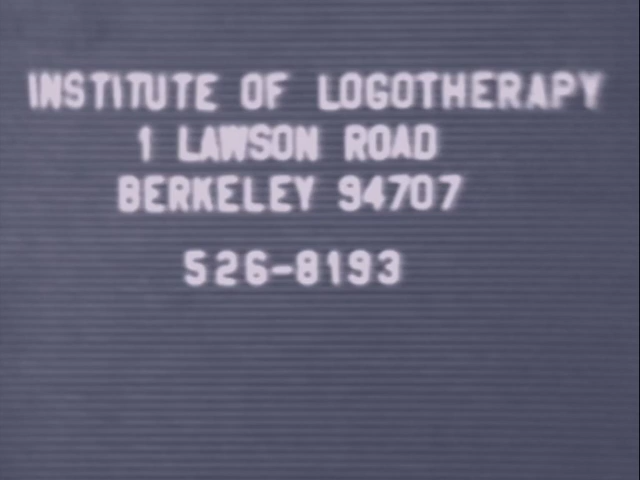 INSTITUTE OF LOGOTHERAPY
1 LAWSON ROAD
BERKELEY 94707
526-8193